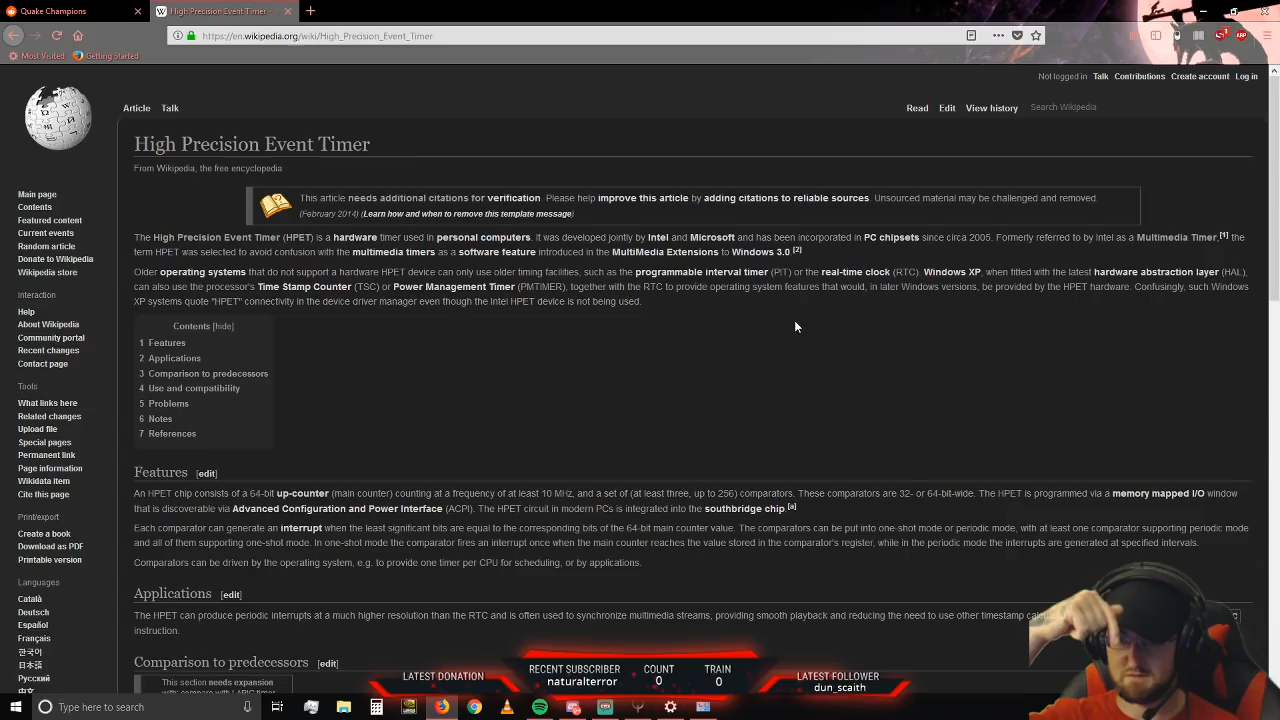 Quake Champions
High Precision Event Timer -
https://en.wikipedia.org/wiki/High_Precision_Event_Timer
Most Visited Getting Started
Not logged in Talk Contributions Create account Log in
Article Talk
Read Edit View history Search Wikipedia
High Precision Event Timer
From Wikipedia, the free encyclopedia
This article needs additional citations for verification. Please help improve this article by adding citations to reliable sources. Unsourced material may be challenged and removed.
(February 2014) (Learn how and when to remove this template message)
The High Precision Event Timer (HPET) is a hardware timer used in personal computers. It was developed jointly by Intel and Microsoft and has been incorporated in PC chipsets since circa 2005. Formerly referred to by Intel as a Multimedia Timer,[1] the
term HPET was selected to avoid confusion with the multimedia timers as a software feature introduced in the MultiMedia Extensions to Windows 3.0 [2]
Older operating systems that do not support a hardware HPET device can only use older timing facilities, such as the programmable interval timer (PIT) or the real-time clock (RTC). Windows XP, when fitted with the latest hardware abstraction layer (HAL),
can also use the processor's Time Stamp Counter (TSC) or Power Management Timer (PMTIMER), together with the RTC to provide operating system features that would, in later Windows versions, be provided by the HPET hardware. Confusingly, such Windows
XP systems quote "HPET" connectivity in the device driver manager even though the Intel HPET device is not being used.
Contents [hide]
1 Features
2 Applications
3 Comparison to predecessors
4 Use and compatibility
5 Problems
6 Notes
7 References
Features [edit]
An HPET chip consists of a 64-bit up-counter (main counter) counting at a frequency of at least 10 MHz, and a set of (at least three, up to 256) comparators. These comparators are 32- or 64-bit-wide. The HPET is programmed via a memory mapped I/O window
that is discoverable via Advanced Configuration and Power Interface (ACPI). The HPET circuit in modern PCs is integrated into the southbridge chip.[a]
Each comparator can generate an interrupt when the least significant bits are equal to the corresponding bits of the 64-bit main counter value. The comparators can be put into one-shot mode or periodic mode, with at least one comparator supporting periodic mode
and all of them supporting one-shot mode. In one-shot mode the comparator fires an interrupt once when the main counter reaches the value stored in the comparator's register, while in the periodic mode the interrupts are generated at specified intervals.
Comparators can be driven by the operating system, e.g. to provide one timer per CPU for scheduling, or by applications.
Applications [edit]
The HPET can produce periodic interrupts at a much higher resolution than the RTC and is often used to synchronize multimedia streams, providing smooth playback and reducing the need to use other timestamp
instruction.
Comparison to predecessors [edit]
This section needs expansion
with: compare with LAPIC timer
Main page
Contents
Featured content
Current events
Random article
Donate to Wikipedia
Wikipedia store
Interaction
Help
About Wikipedia
Community portal
Recent changes
Contact page
Tools
What links here
Related changes
Upload file
Special pages
Permanent link
Page information
Wikidata item
Cite this page
Print/export
Create a book
Download as PDF
Printable version
Languages
Català
Deutsch
Español
Français
한국어
日本語
Русский
中文
LATEST DONATION
RECENT SUBSCRIBER
naturalterror
COUNT
0
TRAIN
0
LATEST FOLLOWER
dun_scaith
Type here to search